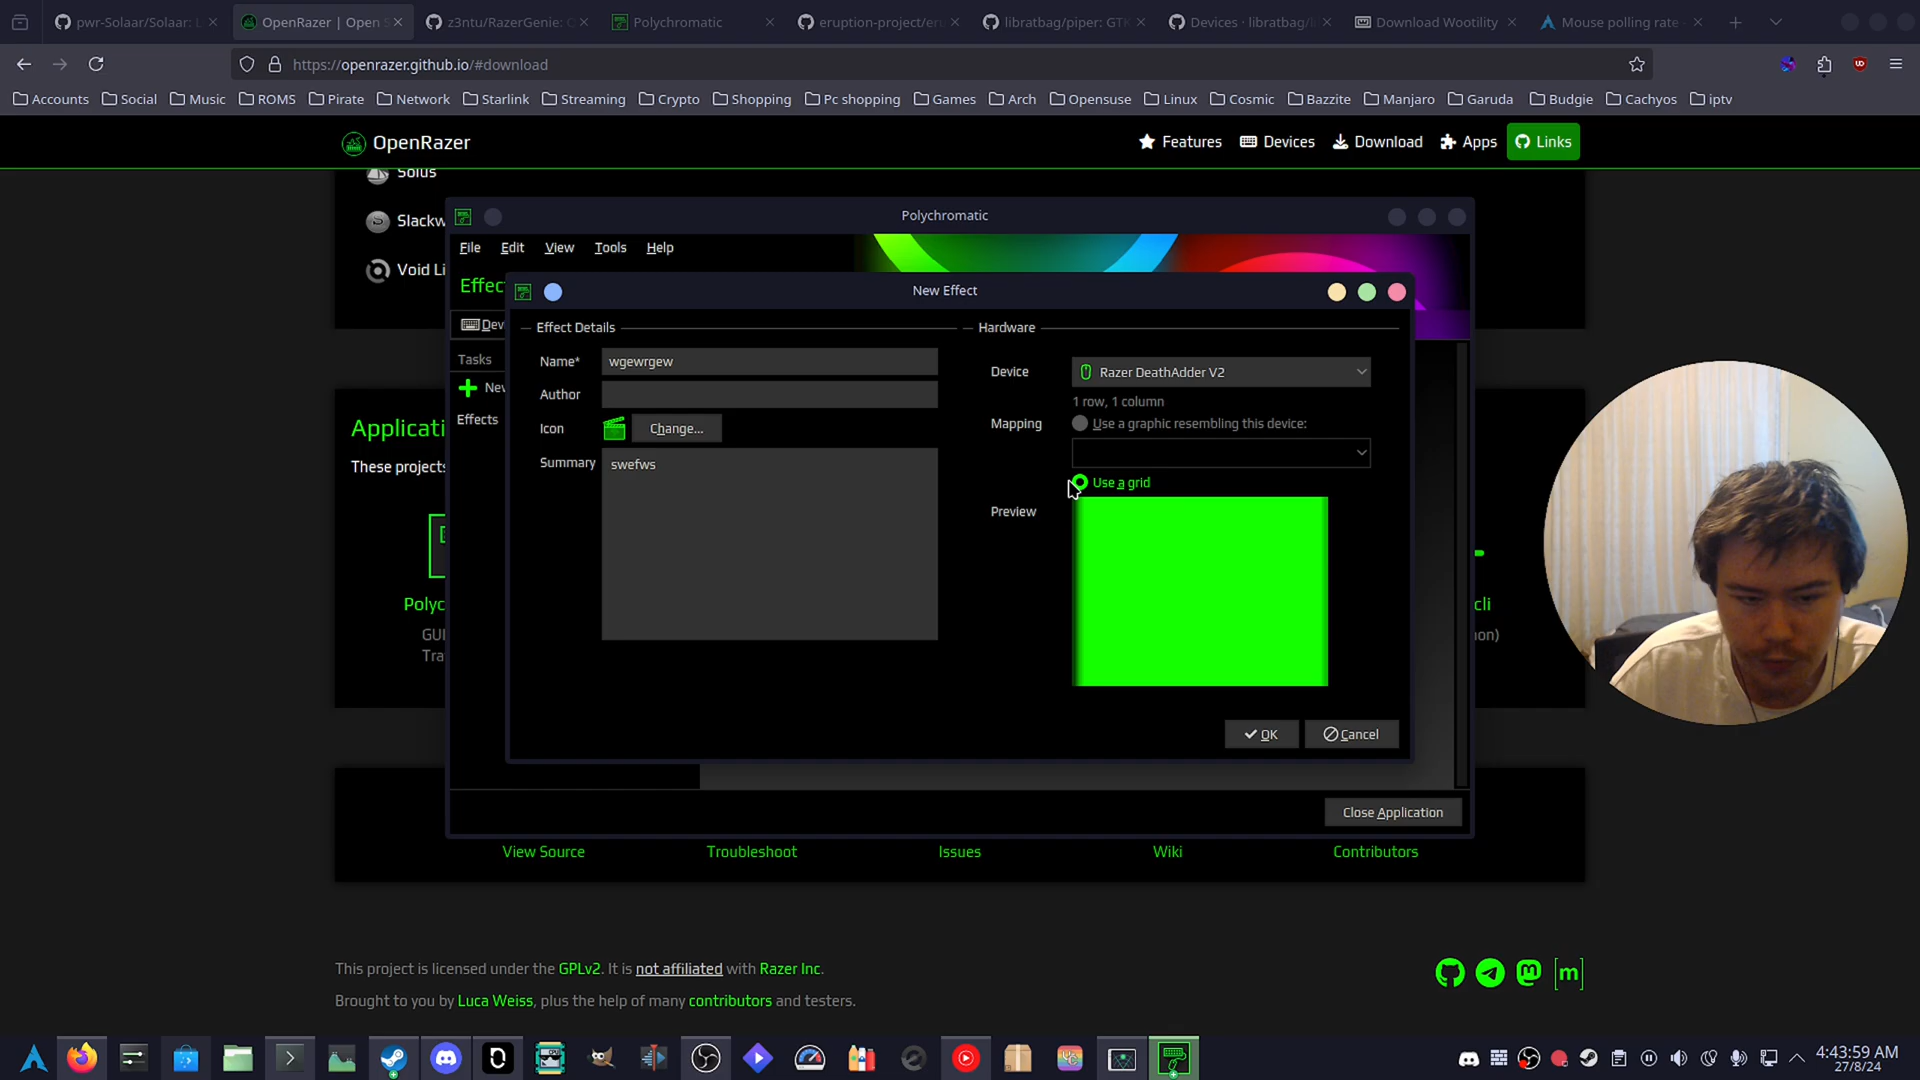 pwr-Solaar/Solaar: L
OpenRazer | Open S
z3ntu/RazerGenie: Q
Polychromatic
eruption-project/eru
libratbag/piper: GTK
Devices · libratbag/l
Download Wootility
Mouse polling rate -
https://openrazer.github.io/#download
Accounts Social Music ROMS Pirate Network Starlink Streaming Crypto Shopping Pc shopping Games Arch Opensuse Linux Cosmic Bazzite Manjaro Garuda Budgie Cachyos iptv
OpenRazer
Features Devices Download Apps Links
Solus
Slackw
Void Li
Polychromatic
File Edit View Tools Help
Effec
New Effect
Dev
Tasks
New
Effects
Effect Details
Name* wgewrgew
Author
Icon Change...
Summary swefws
Hardware
Device Razer DeathAdder V2
1 row, 1 column
Mapping Use a graphic resembling this device:
Use a grid
Preview
OK Cancel
Close Application
Applicati
These projects
Polyc
GUI
Tra
cli
on)
View Source Troubleshoot Issues Wiki Contributors
This project is licensed under the GPLv2. It is not affiliated with Razer Inc.
Brought to you by Luca Weiss, plus the help of many contributors and testers.
[m]
4:43:59 AM
27/8/24